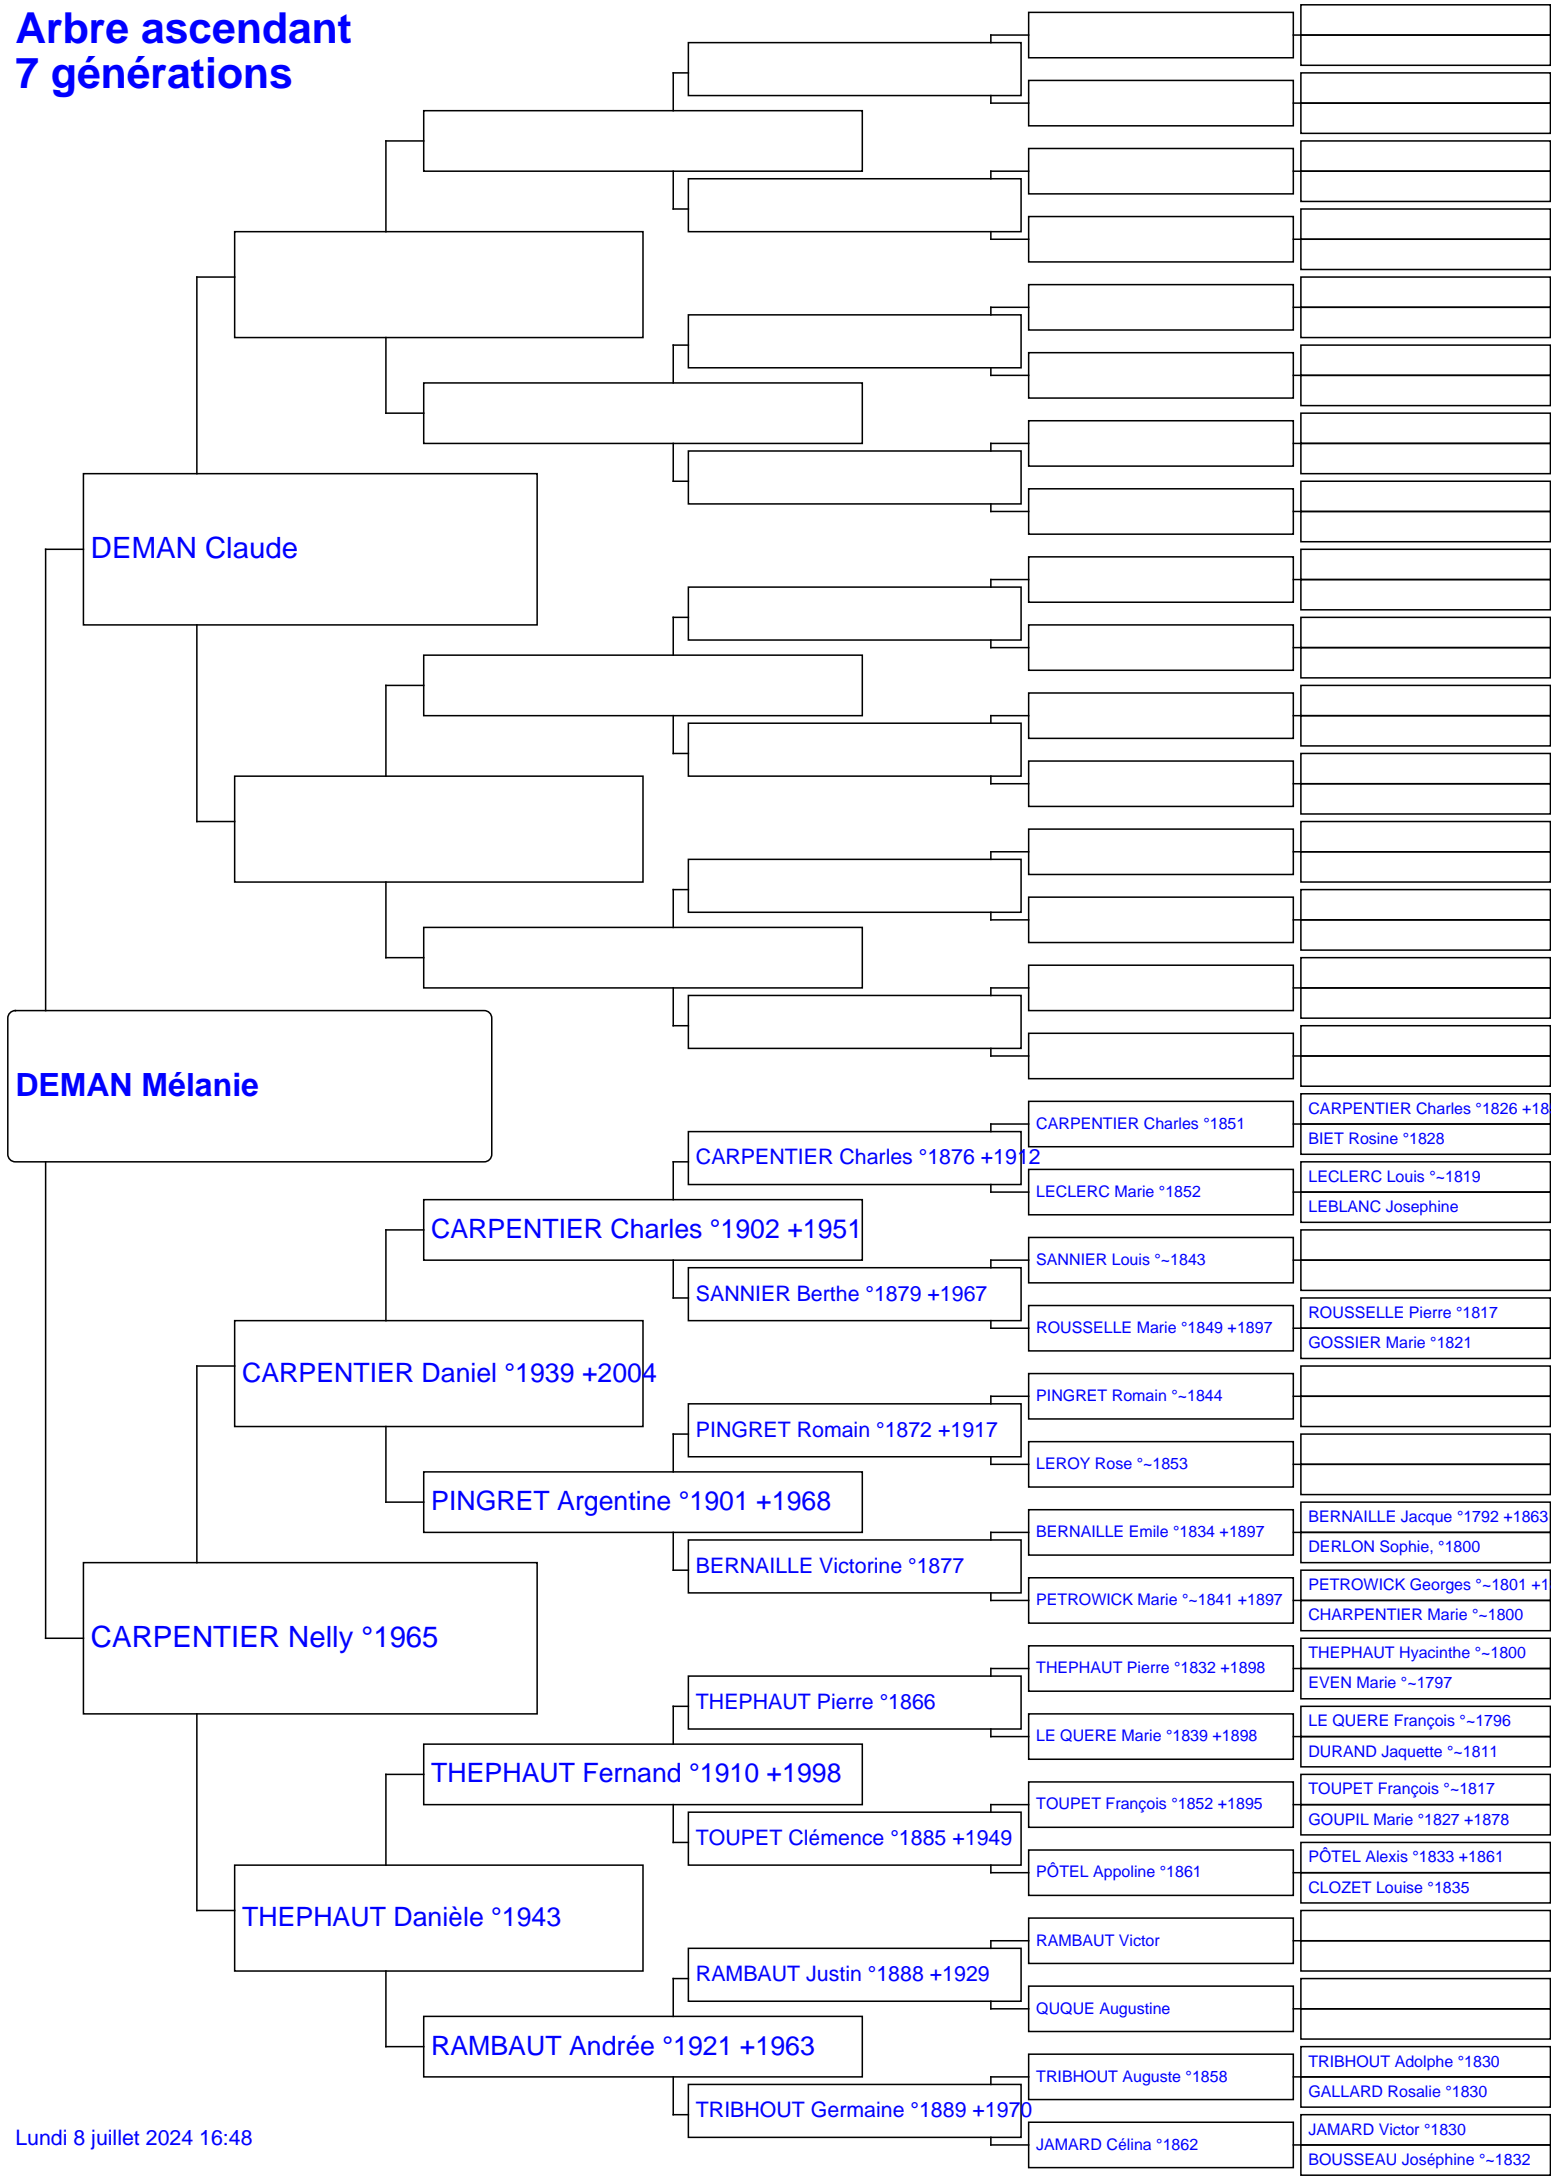 Arbre ascendant
7 générations
DEMAN Claude
DEMAN Mélanie
CARPENTIER Charles °1826 +18
CARPENTIER Charles °1851
BIET Rosine °1828
CARPENTIER Charles °1876 +1912
LECLERC Louis °~1819
LECLERC Marie °1852
LEBLANC Josephine
CARPENTIER Charles °1902 +1951
SANNIER Louis °~1843
SANNIER Berthe °1879 +1967
ROUSSELLE Pierre °1817
ROUSSELLE Marie °1849 +1897
GOSSIER Marie °1821
CARPENTIER Daniel °1939 +2004
PINGRET Romain °~1844
PINGRET Romain °1872 +1917
LEROY Rose °~1853
PINGRET Argentine °1901 +1968
BERNAILLE Jacque °1792 +1863
BERNAILLE Emile °1834 +1897
DERLON Sophie, °1800
BERNAILLE Victorine °1877
PETROWICK Georges °~1801 +1
PETROWICK Marie °~1841 +1897
CHARPENTIER Marie °~1800
CARPENTIER Nelly °1965
THEPHAUT Hyacinthe °~1800
THEPHAUT Pierre °1832 +1898
EVEN Marie °~1797
THEPHAUT Pierre °1866
LE QUERE François °~1796
LE QUERE Marie °1839 +1898
DURAND Jaquette °~1811
THEPHAUT Fernand °1910 +1998
TOUPET François °~1817
TOUPET François °1852 +1895
GOUPIL Marie °1827 +1878
TOUPET Clémence °1885 +1949
PÔTEL Alexis °1833 +1861
PÔTEL Appoline °1861
CLOZET Louise °1835
THEPHAUT Danièle °1943
RAMBAUT Victor
RAMBAUT Justin °1888 +1929
QUQUE Augustine
RAMBAUT Andrée °1921 +1963
TRIBHOUT Adolphe °1830
TRIBHOUT Auguste °1858
GALLARD Rosalie °1830
TRIBHOUT Germaine °1889 +1970
JAMARD Victor °1830
JAMARD Célina °1862
BOUSSEAU Joséphine °~1832
Lundi 8 juillet 2024 16:48